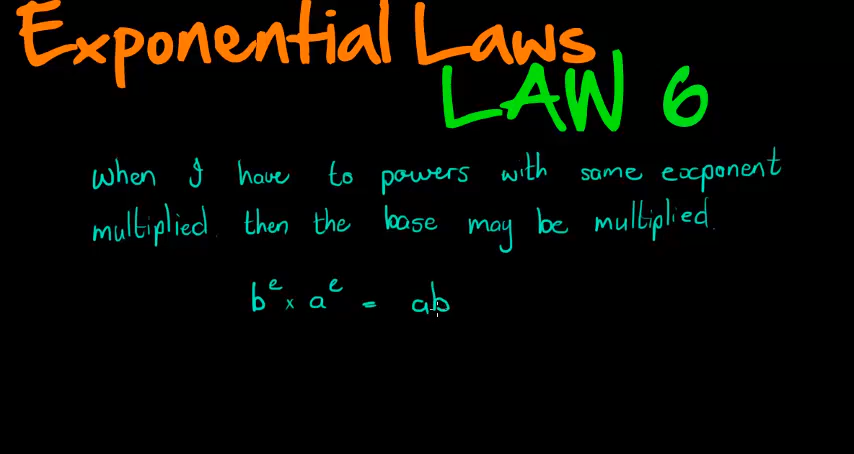 Exponential Laws
LAW 6
when I have to powers with same exponent
multiplied. then the base may be multiplied.
bᵉ × aᵉ = ab